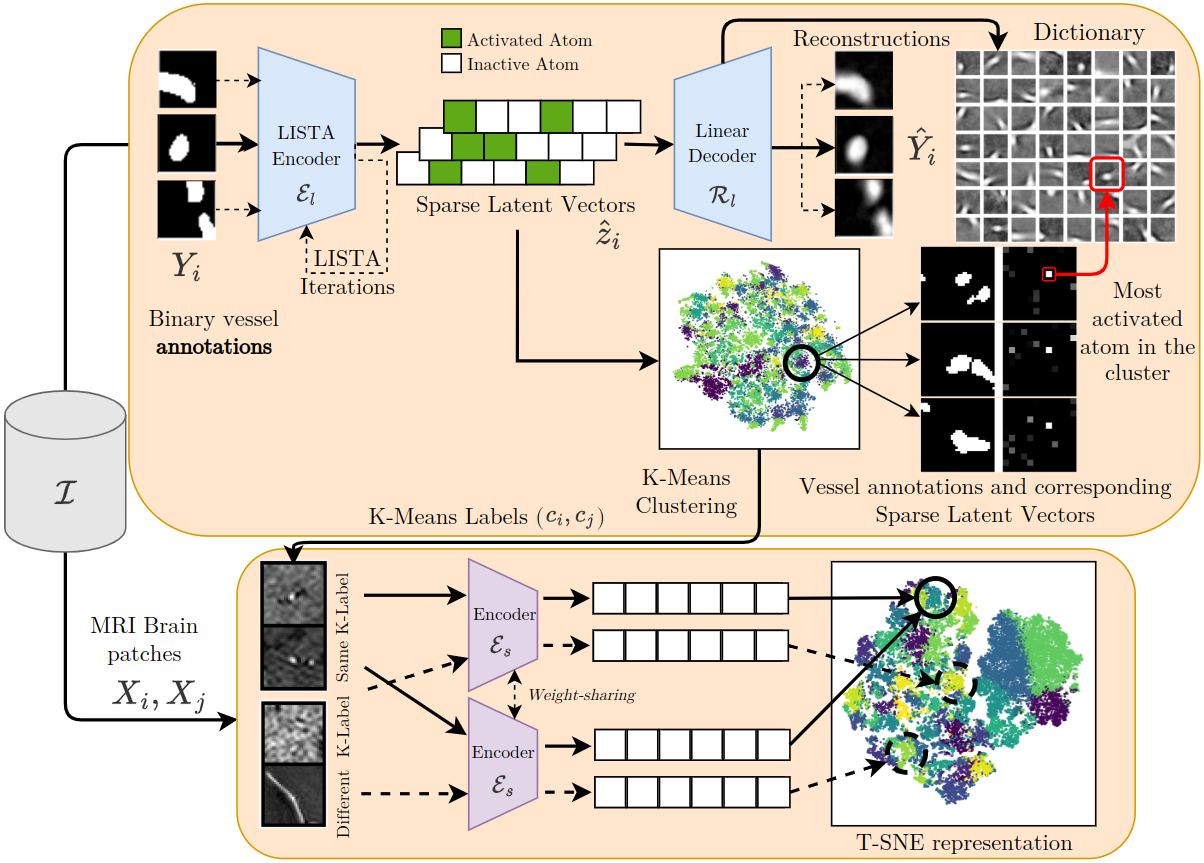 Activated Atom
Inactive Atom
Reconstructions
Dictionary
LISTA
Encoder
ℰ_l
Linear
Decoder
ℛ_l
Ŷ_i
Sparse Latent Vectors
ẑ_i
Y_i
LISTA
Iterations
Binary vessel
annotations
Most
activated
atom in the
cluster
K-Means
Clustering
Vessel annotations and corresponding
Sparse Latent Vectors
ℐ
K-Means Labels (c_i, c_j)
MRI Brain
patches
X_i, X_j
Same K-Label
Different K-Label
Encoder
ℰ_s
Weight-sharing
Encoder
ℰ_s
T-SNE representation